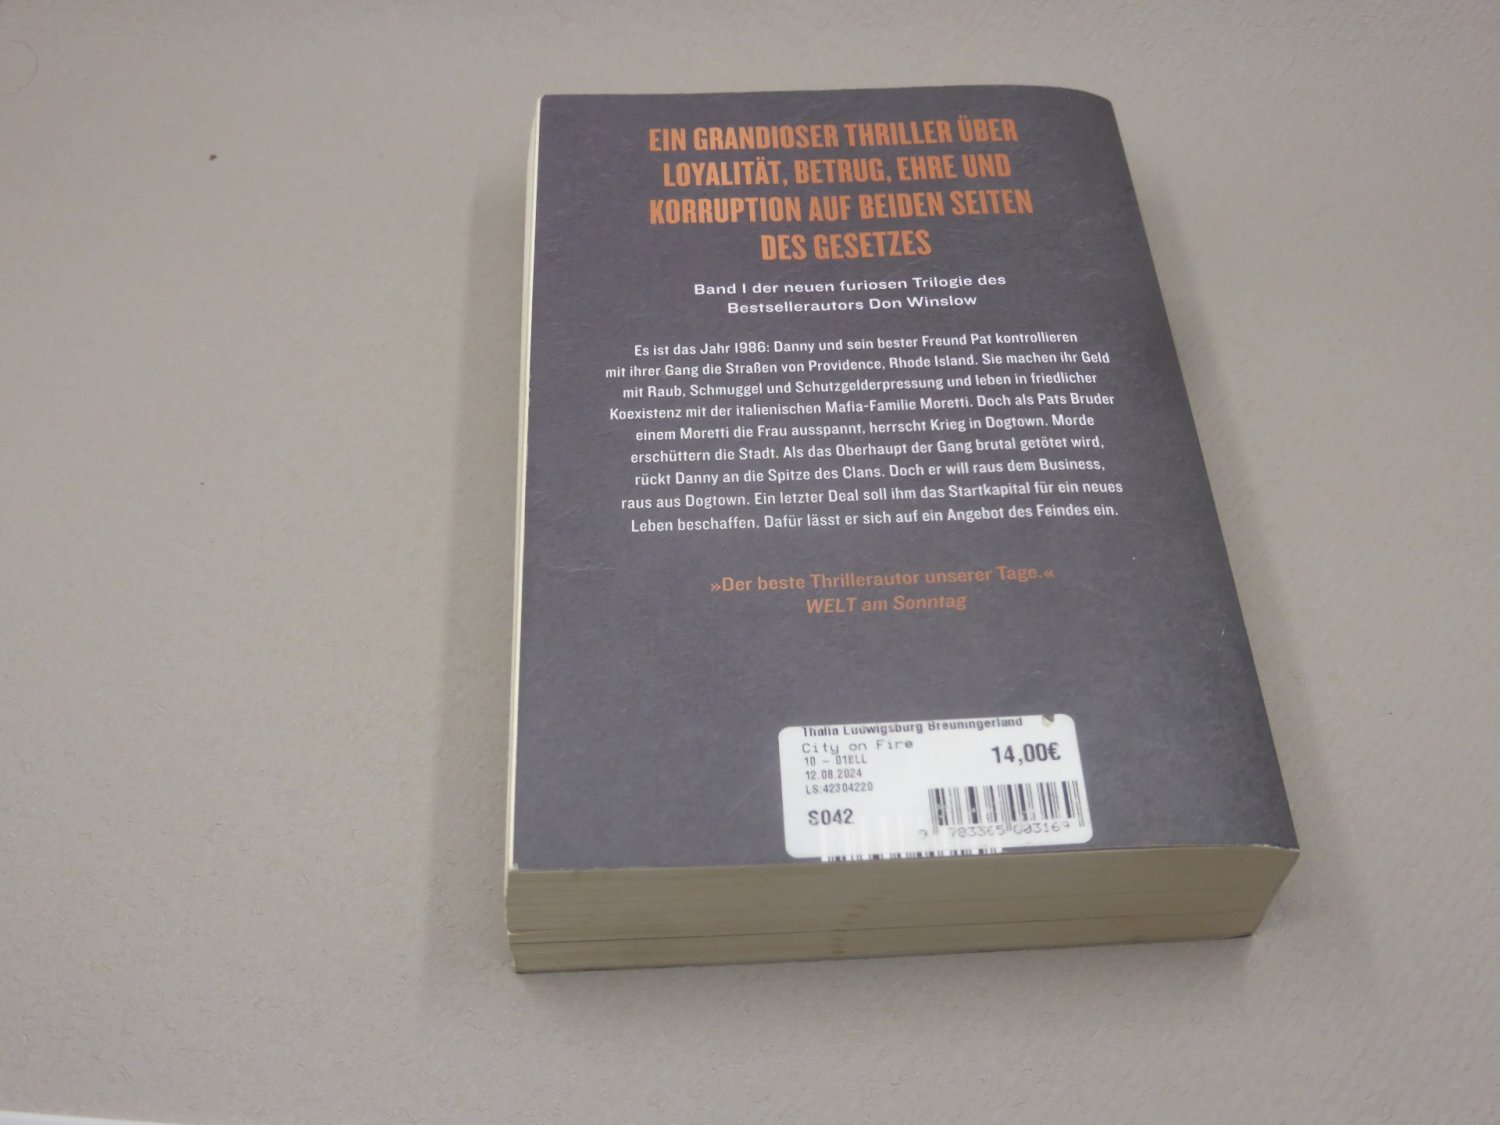 EIN GRANDIOSER THRILLER ÜBER
LOYALITÄT, BETRUG, EHRE UND
KORRUPTION AUF BEIDEN SEITEN
DES GESETZES
Band I der neuen furiosen Trilogie des
Bestsellerautors Don Winslow
Es ist das Jahr 1986: Danny und sein bester Freund Pat kontrollieren
mit ihrer Gang die Straßen von Providence, Rhode Island. Sie machen ihr Geld
mit Raub, Schmuggel und Schutzgelderpressung und leben in friedlicher
Koexistenz mit der italienischen Mafia-Familie Moretti. Doch als Pats Bruder
einem Moretti die Frau ausspannt, herrscht Krieg in Dogtown. Morde
erschüttern die Stadt. Als das Oberhaupt der Gang brutal getötet wird,
rückt Danny an die Spitze des Clans. Doch er will raus dem Business,
raus aus Dogtown. Ein letzter Deal soll ihm das Startkapital für ein neues
Leben beschaffen. Dafür lässt er sich auf ein Angebot des Feindes ein.
»Der beste Thrillerautor unserer Tage.«
WELT am Sonntag
Thalia Ludwigsburg Breuningerland
City on Fire
14,00€
10 - 01BLL
12.08.2024
LS:42304220
S042
9 783365 003169